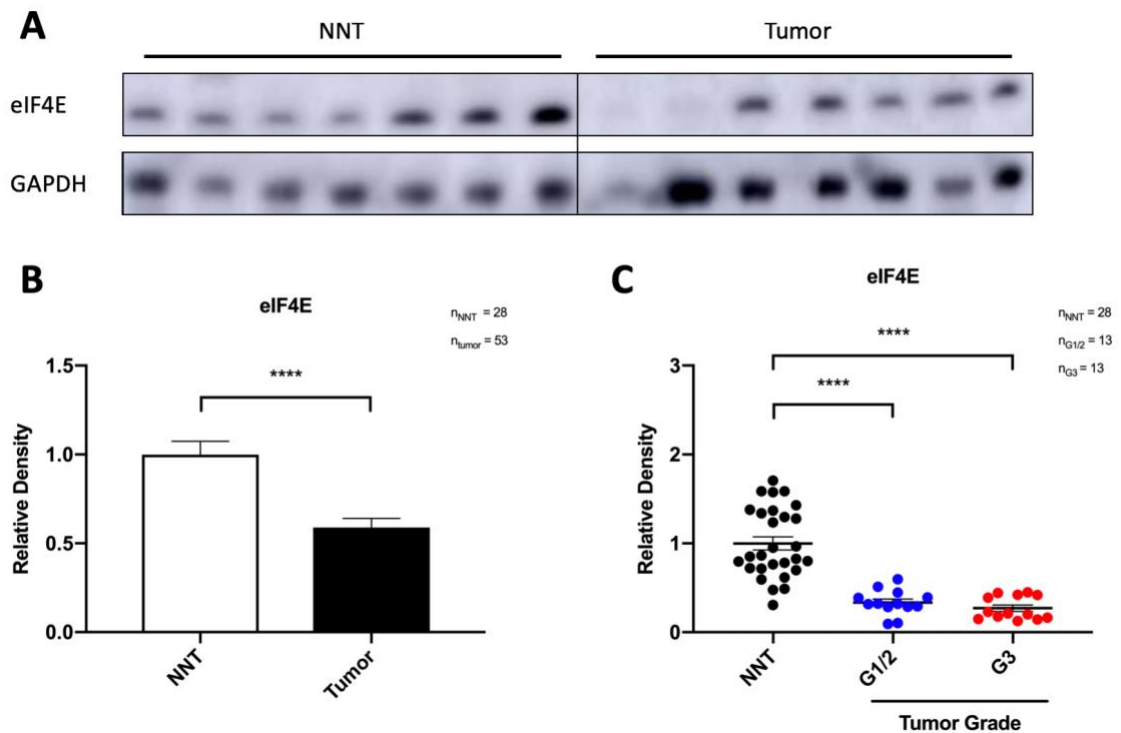 A
NNT Tumor
eIF4E
GAPDH
B
eIF4E
nNNT = 28
ntumor = 53
****
1.5
1.0
0.5
0.0
Relative Density
NNT
Tumor
C
eIF4E
nNNT = 28
nG1/2 = 13
nG3 = 13
****
****
3
2
1
0
Relative Density
NNT
G1/2
G3
Tumor Grade